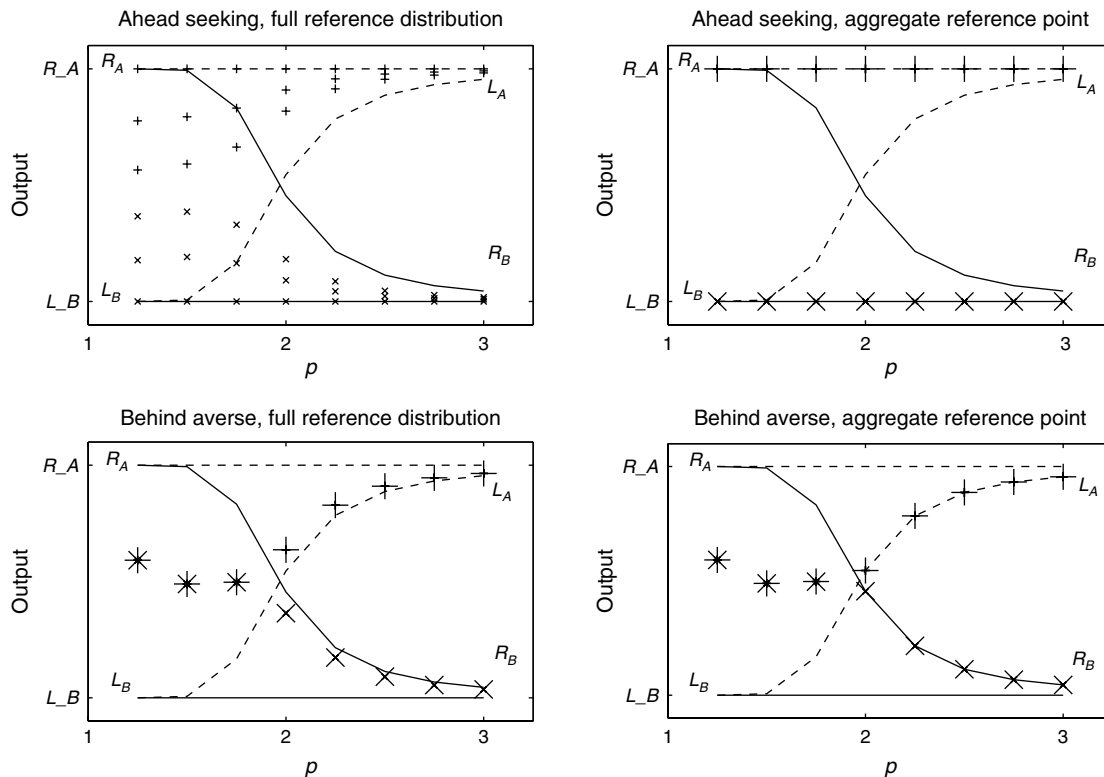 Ahead seeking, full reference distribution
R_A
R_A
L_A
Output
R_B
L_B
L_B
1
2
3
p
Ahead seeking, aggregate reference point
R_A
R_A
L_A
Output
R_B
L_B
L_B
1
2
3
p
Behind averse, full reference distribution
R_A
R_A
L_A
Output
R_B
L_B
L_B
1
2
3
p
Behind averse, aggregate reference point
R_A
R_A
L_A
Output
R_B
L_B
L_B
1
2
3
p